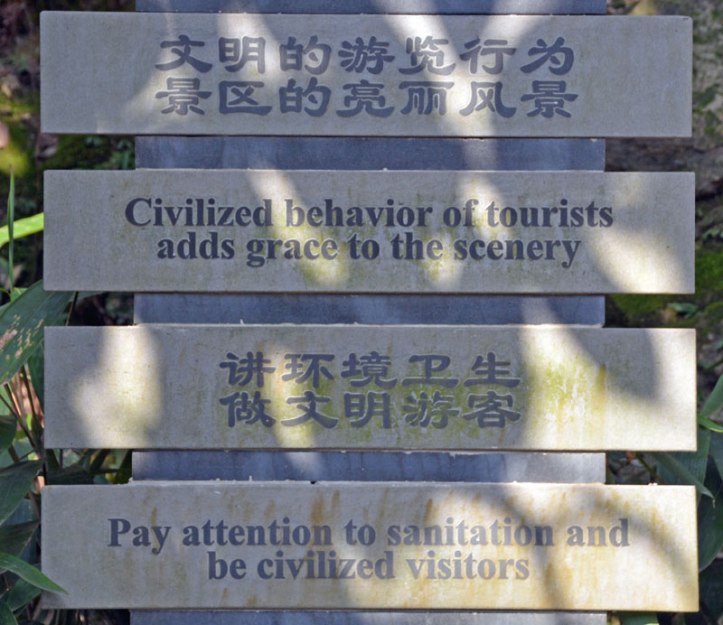 文明的游览行为
景区的亮丽风景
Civilized behavior of tourists
adds grace to the scenery
讲环境卫生
做文明游客
Pay attention to sanitation and
be civilized visitors